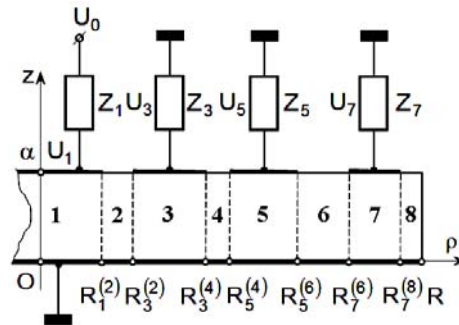 U₀
z
Z₁ U₃ Z₃ U₅ Z₅ U₇ Z₇
U₁
α
1 2 3 4 5 6 7 8
ρ
O
R₁⁽²⁾ R₃⁽²⁾ R₃⁽⁴⁾ R₅⁽⁴⁾ R₅⁽⁶⁾ R₇⁽⁶⁾ R₇⁽⁸⁾ R